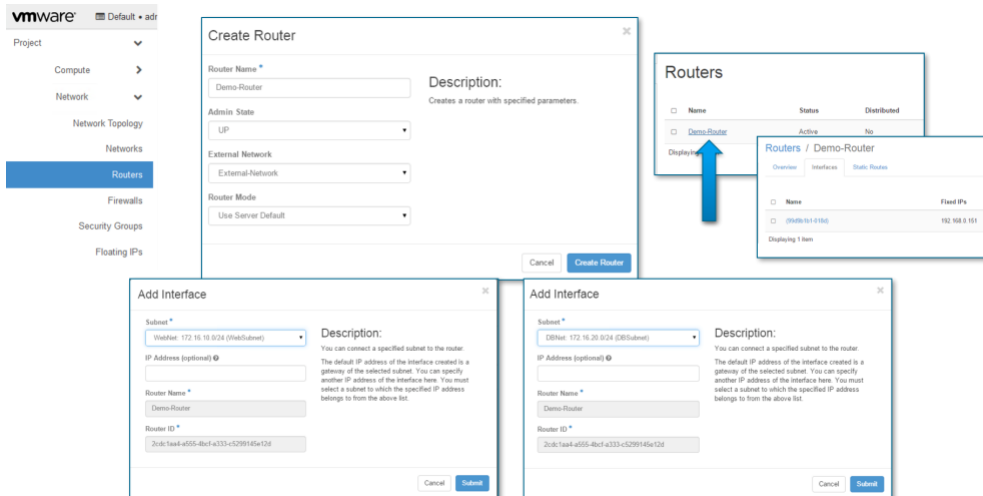 vmware Default • adr
Project
Compute
Network
Network Topology
Networks
Routers
Firewalls
Security Groups
Floating IPs
Create Router
Router Name *
Demo-Router
Admin State
UP
External Network
External-Network
Router Mode
Use Server Default
Description:
Creates a router with specified parameters.
Cancel Create Router
Routers
Name Status Distributed
Demo-Router Active No
Displaying
Routers / Demo-Router
Overview Interfaces Static Routes
Name Fixed IPs
192.168.0.151
Displaying 1 item
Add Interface
Subnet *
WebNet: 172.16.10.0/24 (WebSubnet)
IP Address (optional)
Router Name *
Demo-Router
Router ID *
2cdc1aa4-a555-4bcf-a333-c5299145e12d
Description:
You can connect a specified subnet to the router.
The default IP address of the interface created is a
gateway of the selected subnet. You can specify
another IP address of the interface here. You must
select a subnet to which the specified IP address
belongs to from the above list.
Cancel Submit
Add Interface
Subnet *
DBNet: 172.16.20.0/24 (DBSubnet)
IP Address (optional)
Router Name *
Demo-Router
Router ID *
2cdc1aa4-a555-4bcf-a333-c5299145e12d
Description:
You can connect a specified subnet to the router.
The default IP address of the interface created is a
gateway of the selected subnet. You can specify
another IP address of the interface here. You must
select a subnet to which the specified IP address
belongs to from the above list.
Cancel Submit